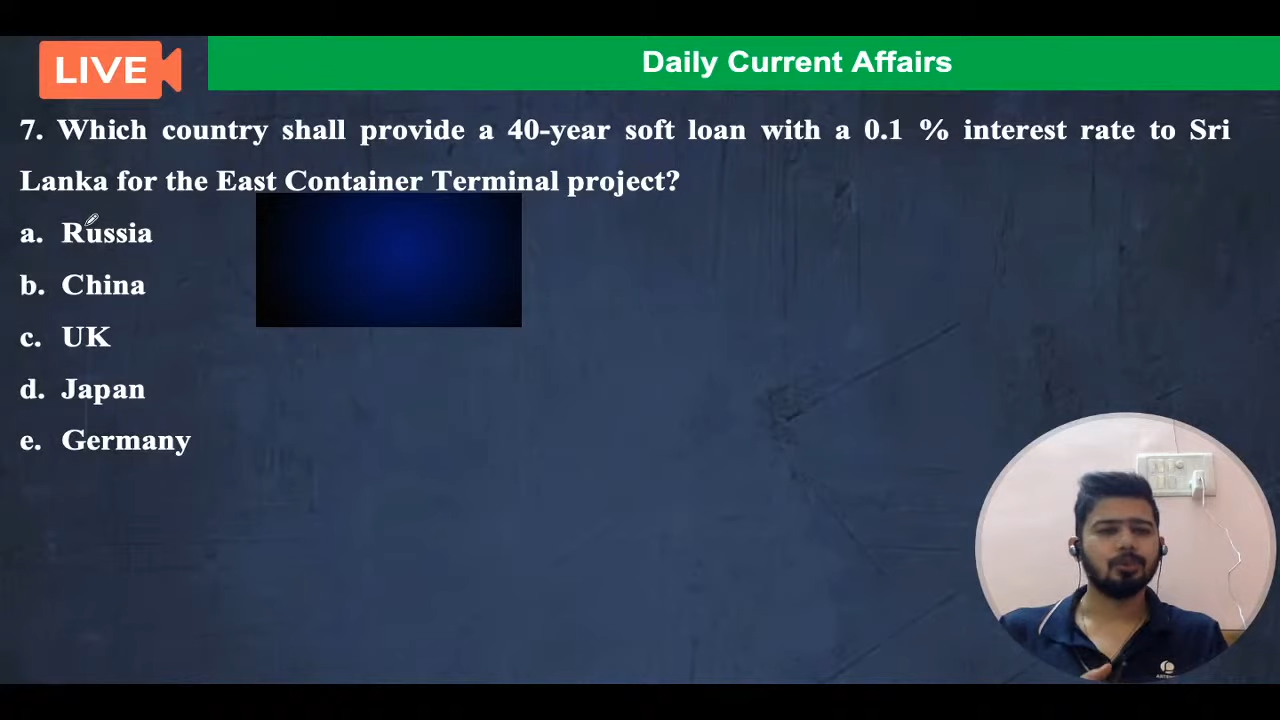 LIVE
Daily Current Affairs
7. Which country shall provide a 40-year soft loan with a 0.1 % interest rate to Sri
Lanka for the East Container Terminal project?
a. Russia
b. China
c. UK
d. Japan
e. Germany